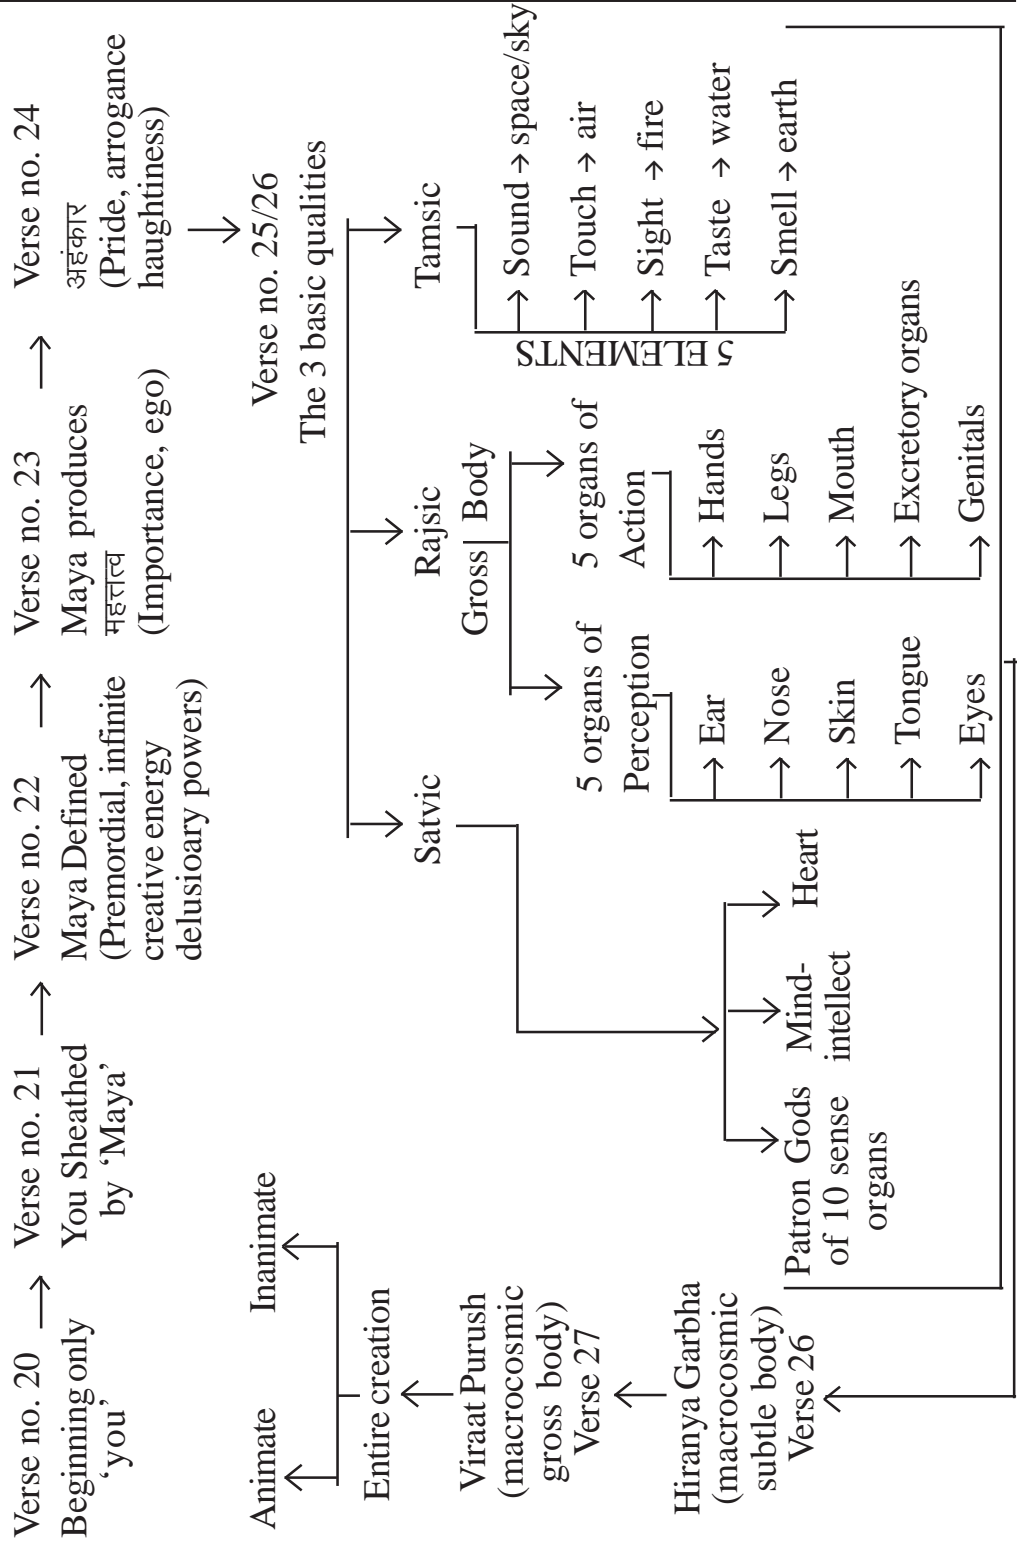 Verse no. 20 → Verse no. 21 → Verse no. 22 → Verse no. 23 → Verse no. 24
Beginning only
‘you’
You Sheathed
by ‘Maya’
Maya Defined
(Premordial, infinite
creative energy
delusioary powers)
Maya produces
महत्तत्व
(Importance, ego)
अहंकार
(Pride, arrogance
haughtiness)
Verse no. 25/26
The 3 basic qualities
Satvic
Rajsic
Tamsic
Gross Body
5 organs of
Perception
5 organs of
Action
Ear
Nose
Skin
Tongue
Eyes
Hands
Legs
Mouth
Excretory organs
Genitals
5 ELEMENTS
Sound → space/sky
Touch → air
Sight → fire
Taste → water
Smell → earth
Patron Gods
of 10 sense
organs
Mind-
intellect
Heart
Animate
Inanimate
Entire creation
Viraat Purush
(macrocosmic
gross body)
Verse 27
Hiranya Garbha
(macrocosmic
subtle body)
Verse 26